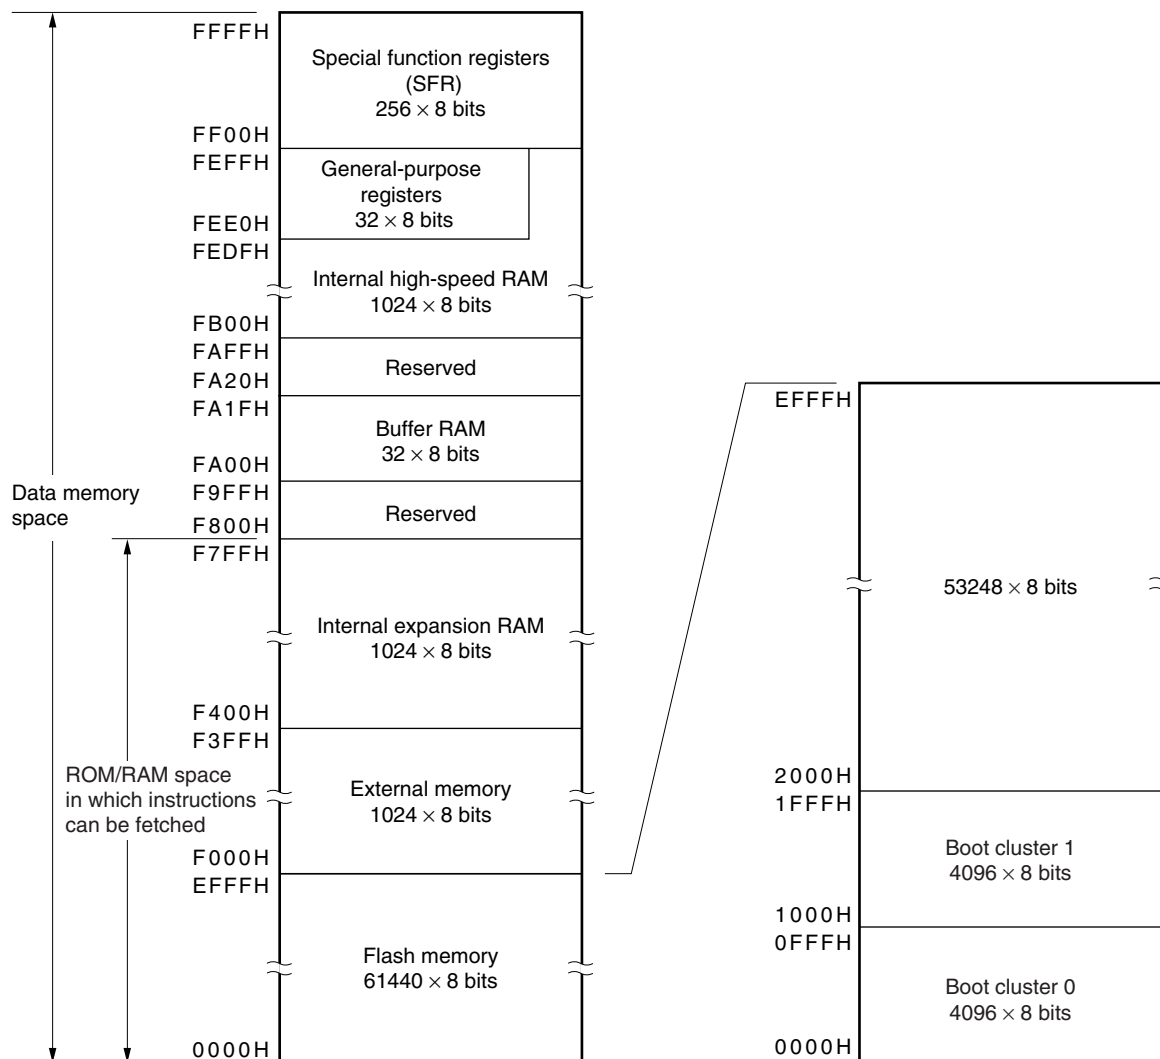 FFFFH
Special function registers
(SFR)
256 × 8 bits
FF00H
FEFFH
General-purpose
registers
32 × 8 bits
FEE0H
FEDFH
Internal high-speed RAM
1024 × 8 bits
FB00H
FAFFH
Reserved
FA20H
FA1FH
Buffer RAM
32 × 8 bits
FA00H
F9FFH
Reserved
F800H
F7FFH
Data memory
space
Internal expansion RAM
1024 × 8 bits
F400H
F3FFH
ROM/RAM space
in which instructions
can be fetched
External memory
1024 × 8 bits
F000H
EFFFH
Flash memory
61440 × 8 bits
0000H
EFFFH
53248 × 8 bits
2000H
1FFFH
Boot cluster 1
4096 × 8 bits
1000H
0FFFH
Boot cluster 0
4096 × 8 bits
0000H